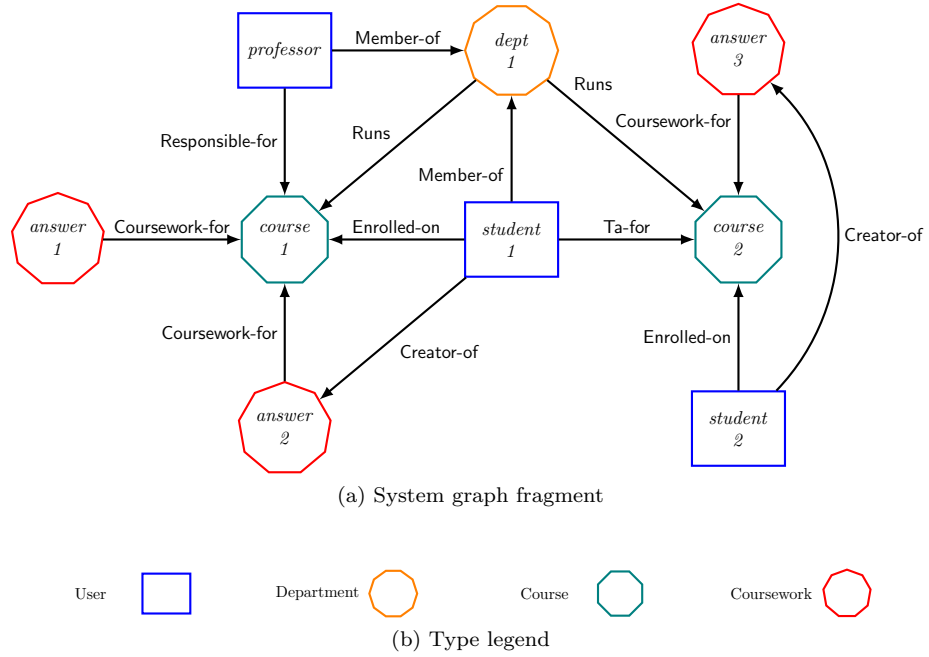 professor
Member-of
dept
1
answer
3
Runs
Coursework-for
Responsible-for
Runs
Member-of
answer
1
Coursework-for
course
1
Enrolled-on
student
1
Ta-for
course
2
Creator-of
Coursework-for
Creator-of
Enrolled-on
answer
2
student
2
(a) System graph fragment
User
Department
Course
Coursework
(b) Type legend